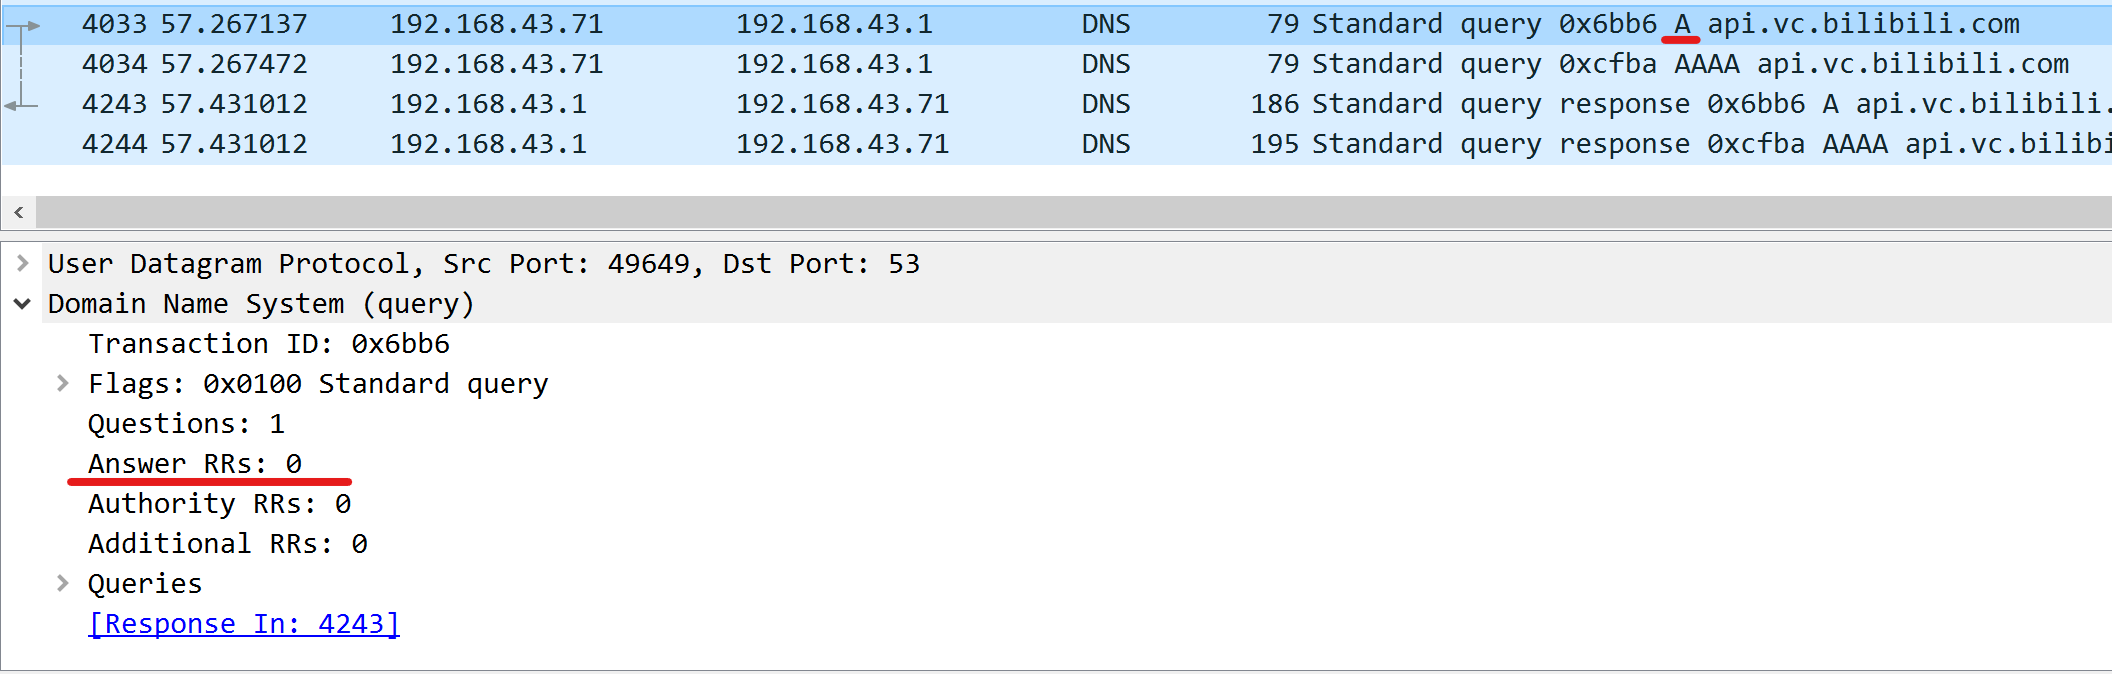 4033 57.267137 192.168.43.71 192.168.43.1 DNS 79 Standard query 0x6bb6 A api.vc.bilibili.com
4034 57.267472 192.168.43.71 192.168.43.1 DNS 79 Standard query 0xcfba AAAA api.vc.bilibili.com
4243 57.431012 192.168.43.1 192.168.43.71 DNS 186 Standard query response 0x6bb6 A api.vc.bilibili.
4244 57.431012 192.168.43.1 192.168.43.71 DNS 195 Standard query response 0xcfba AAAA api.vc.bilibi
User Datagram Protocol, Src Port: 49649, Dst Port: 53
Domain Name System (query)
Transaction ID: 0x6bb6
Flags: 0x0100 Standard query
Questions: 1
Answer RRs: 0
Authority RRs: 0
Additional RRs: 0
Queries
[Response In: 4243]